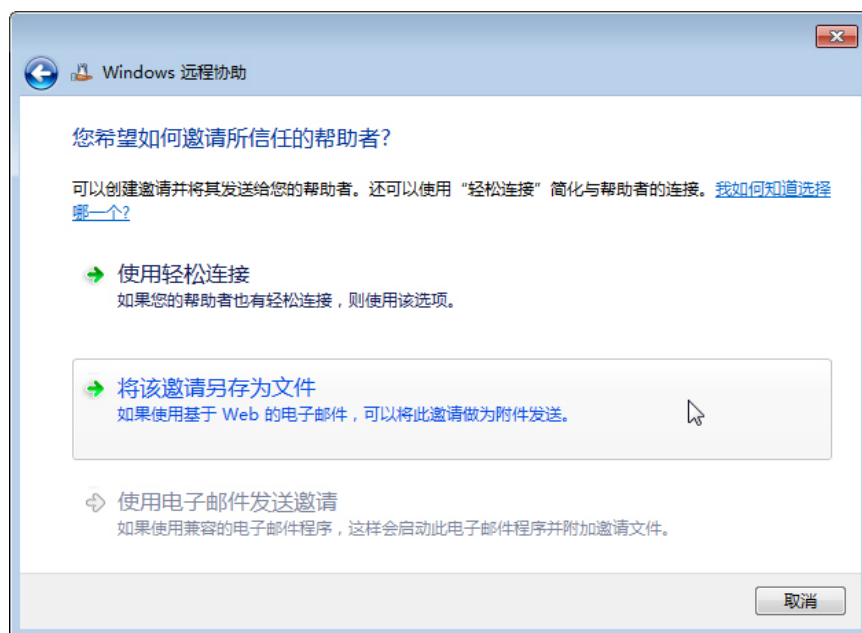 Windows 远程协助
您希望如何邀请所信任的帮助者?
可以创建邀请并将其发送给您的帮助者。还可以使用“轻松连接”简化与帮助者的连接。我如何知道选择
哪一个?
使用轻松连接
如果您的帮助者也有轻松连接，则使用该选项。
将该邀请另存为文件
如果使用基于 Web 的电子邮件，可以将此邀请做为附件发送。
使用电子邮件发送邀请
如果使用兼容的电子邮件程序，这样会启动此电子邮件程序并附加邀请文件。
取消